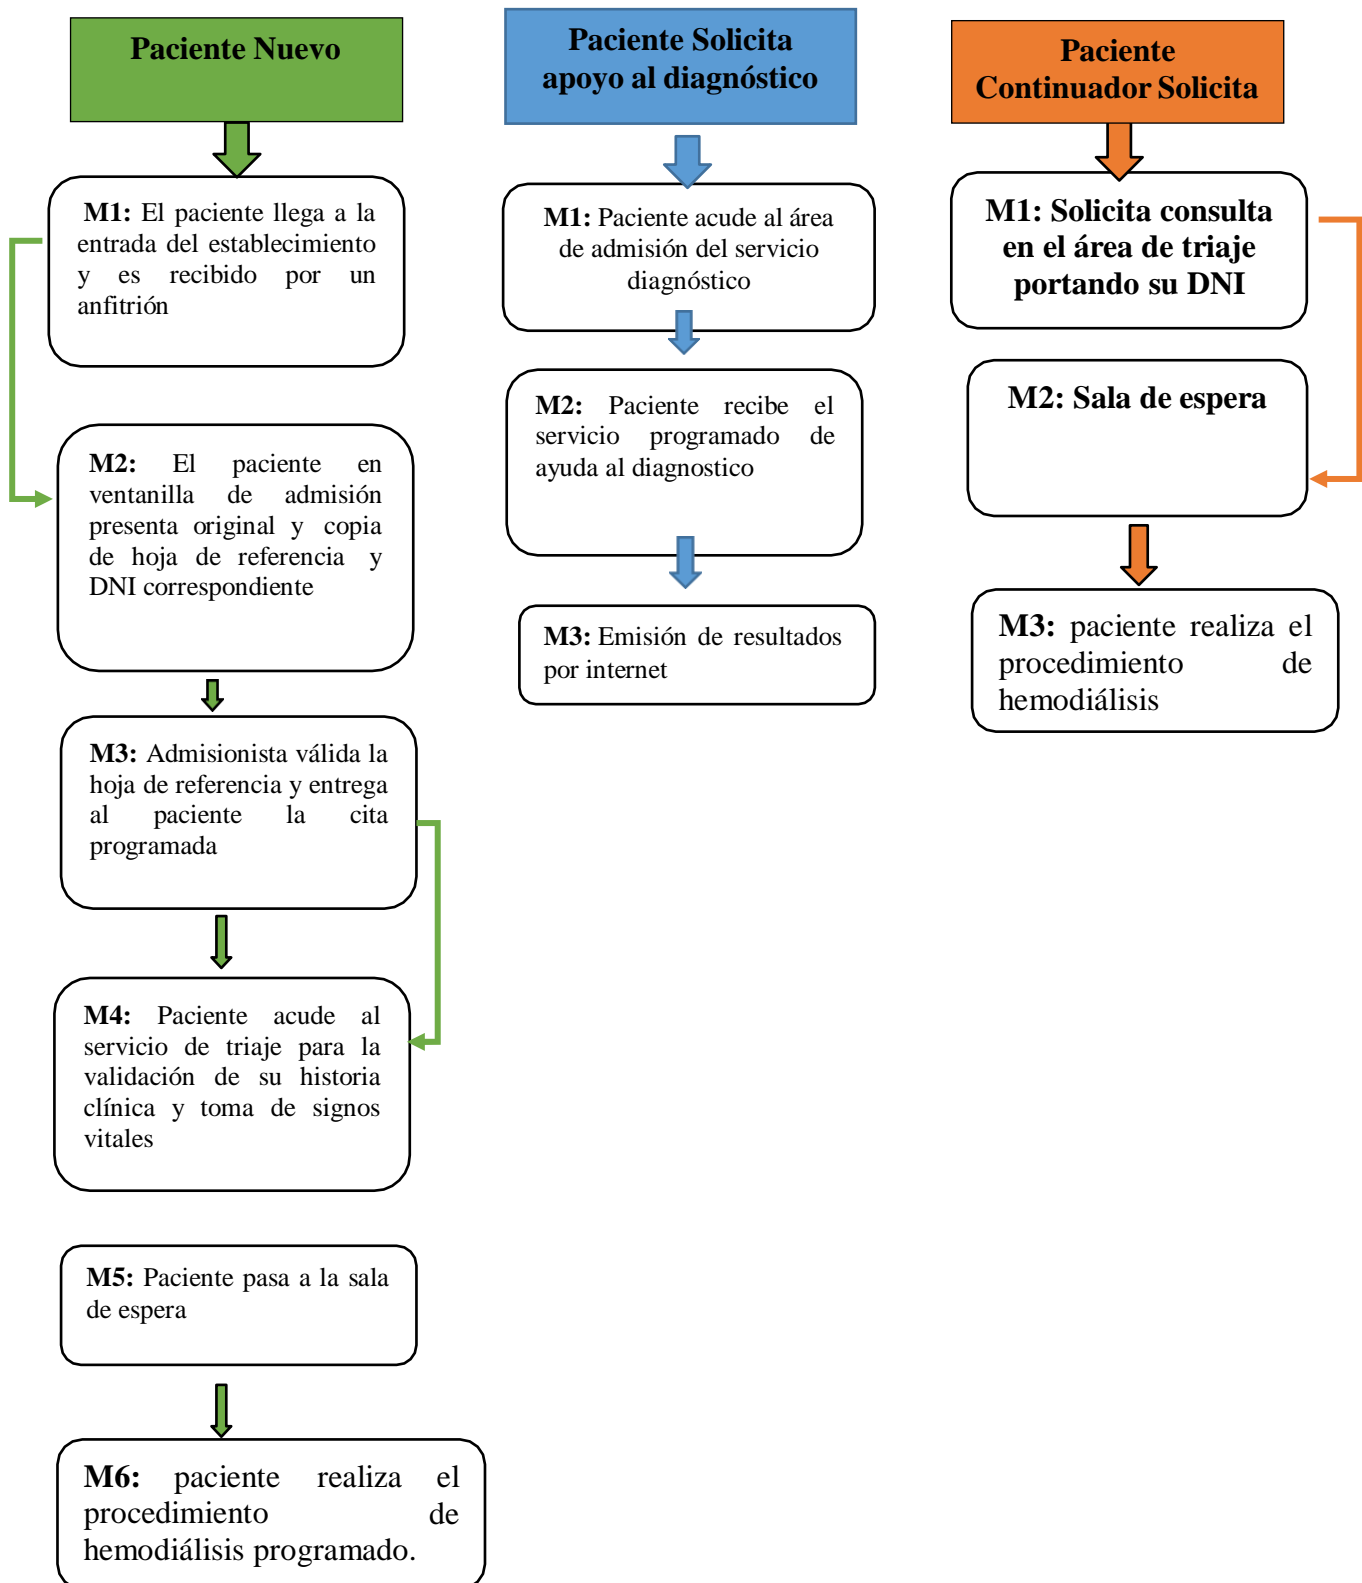 Paciente Nuevo
M1: El paciente llega a la
entrada del establecimiento
y es recibido por un
anfitrión
M2: El paciente en
ventanilla de admisión
presenta original y copia
de hoja de referencia y
DNI correspondiente
M3: Admisionista válida la
hoja de referencia y entrega
al paciente la cita
programada
M4: Paciente acude al
servicio de triaje para la
validación de su historia
clínica y toma de signos
vitales
M5: Paciente pasa a la sala
de espera
M6: paciente realiza el
procedimiento de
hemodiálisis programado.
Paciente Solicita
apoyo al diagnóstico
M1: Paciente acude al área
de admisión del servicio
diagnóstico
M2: Paciente recibe el
servicio programado de
ayuda al diagnostico
M3: Emisión de resultados
por internet
Paciente
Continuador Solicita
M1: Solicita consulta
en el área de triaje
portando su DNI
M2: Sala de espera
M3: paciente realiza el
procedimiento de
hemodiálisis